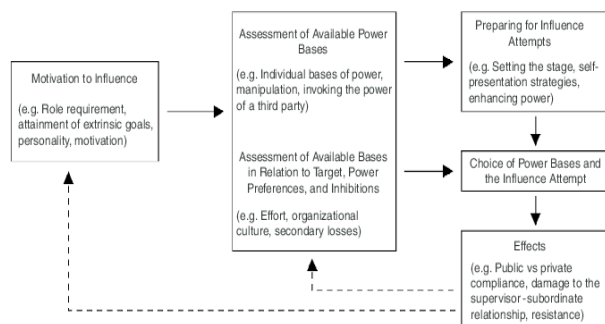 Motivation to Influence
(e.g. Role requirement,
attainment of extrinsic goals,
personality, motivation)
Assessment of Available Power
Bases
(e.g. Individual bases of power,
manipulation, invoking the power
of a third party)
Assessment of Available Bases
in Relation to Target, Power
Preferences, and Inhibitions
(e.g. Effort, organizational
culture, secondary losses)
Preparing for Influence
Attempts
(e.g. Setting the stage, self-
presentation strategies,
enhancing power)
Choice of Power Bases and
the Influence Attempt
Effects
(e.g. Public vs private
compliance, damage to the
supervisor-subordinate
relationship, resistance)